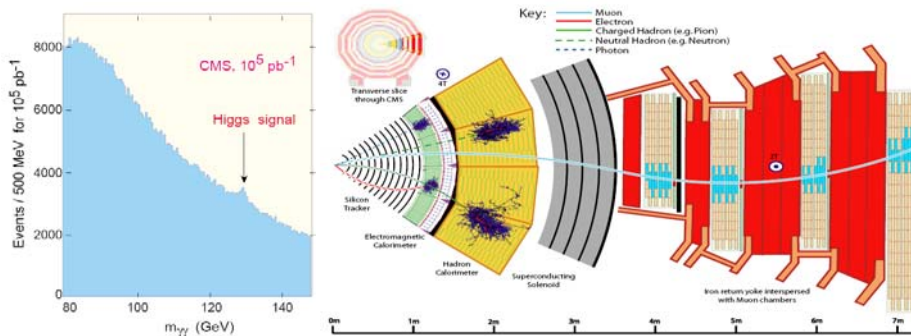 8000
6000
4000
2000
Events / 500 MeV for 10⁵ pb⁻¹
CMS, 10⁵ pb⁻¹
Higgs signal
80
100
120
140
mγγ (GeV)
Key:
Muon
Electron
Charged Hadron (e.g. Pion)
Neutral Hadron (e.g. Neutron)
Photon
Transverse slice
through CMS
4T
Silicon
Tracker
Electromagnetic
Calorimeter
Hadron
Calorimeter
Superconducting
Solenoid
Iron return yoke interspersed
with Muon chambers
0m
1m
2m
3m
4m
5m
6m
7m